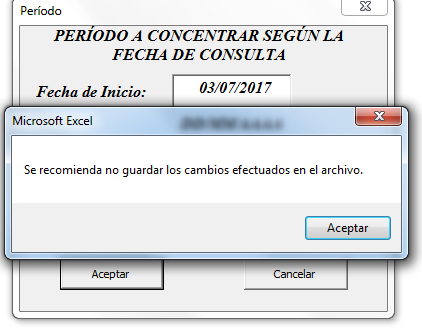 Período
PERÍODO A CONCENTRAR SEGÚN LA
FECHA DE CONSULTA
Fecha de Inicio: 03/07/2017
Microsoft Excel
Se recomienda no guardar los cambios efectuados en el archivo.
Aceptar
Aceptar Cancelar